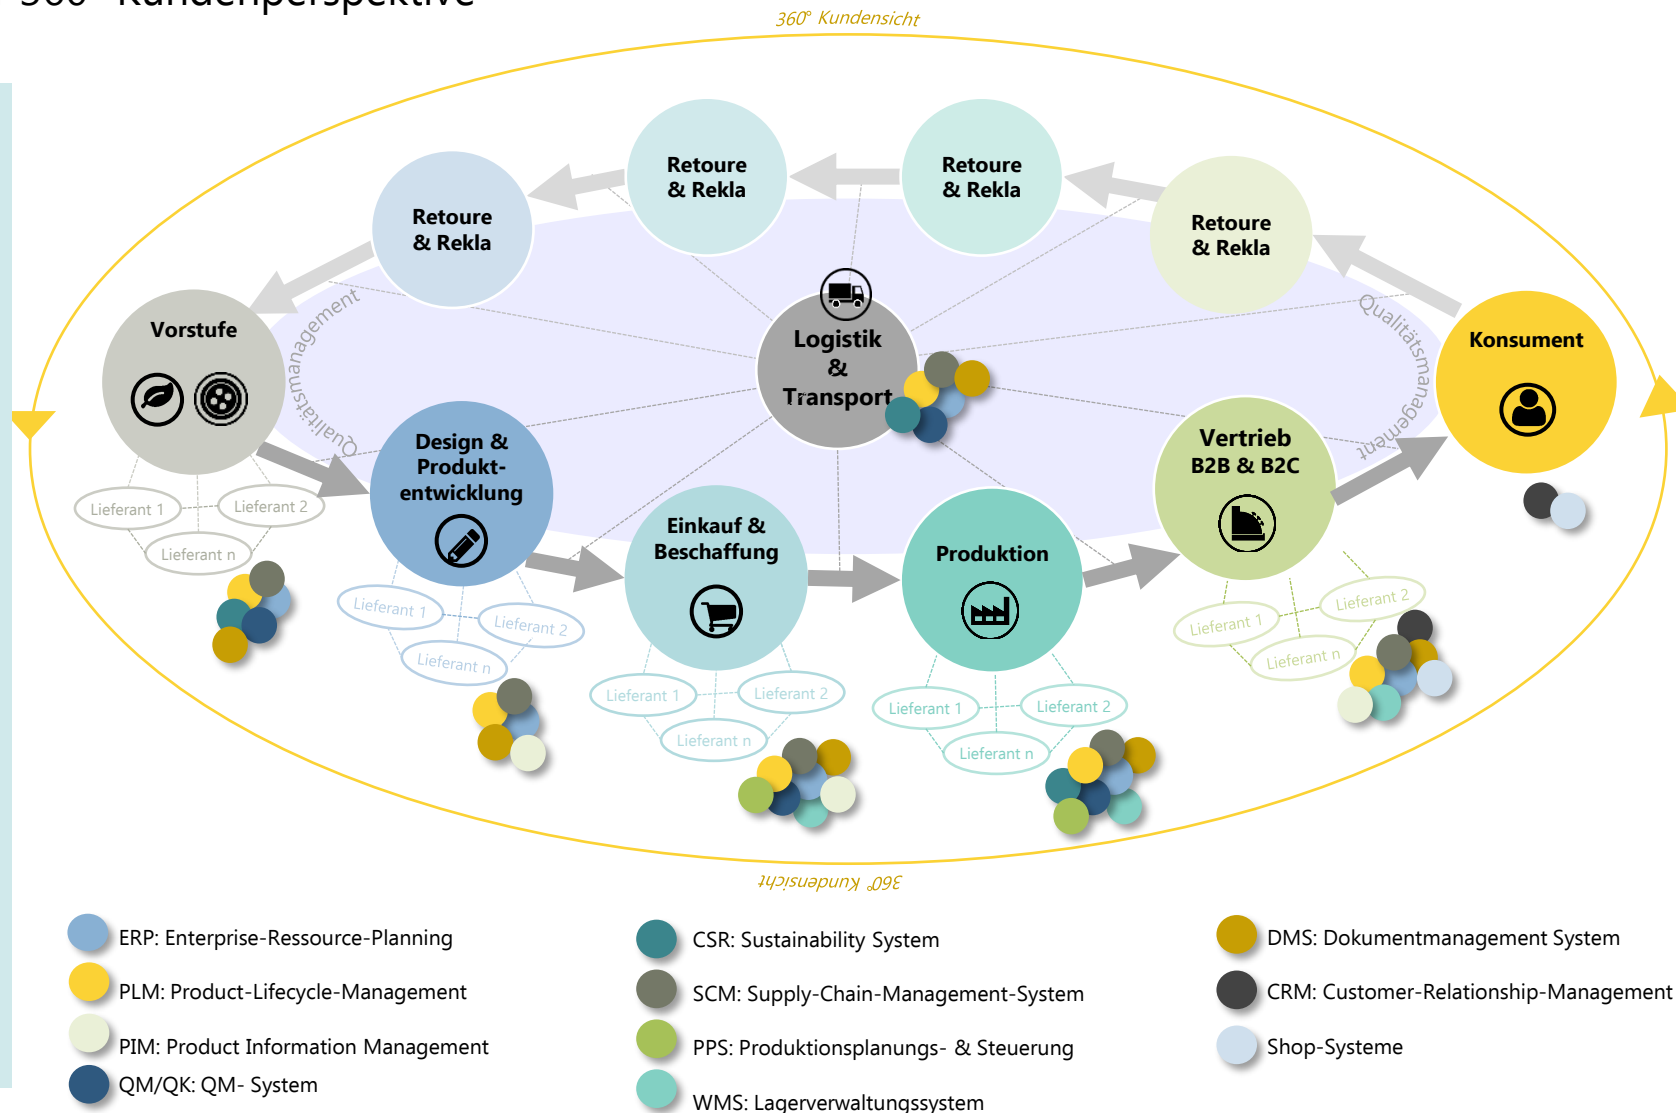 360° Kundenperspektive
360° Kundensicht
Retoure
& Rekla
Retoure
& Rekla
Retoure
& Rekla
Retoure
& Rekla
Vorstufe
Qualitätsmanagement
Logistik
&
Transport
Qualitätsmanagement
Konsument
Design &
Produkt-
entwicklung
Vertrieb
B2B & B2C
Einkauf &
Beschaffung
Produktion
Lieferant 1
Lieferant 2
Lieferant n
Lieferant 1
Lieferant 2
Lieferant n
Lieferant 1
Lieferant 2
Lieferant n
Lieferant 1
Lieferant 2
Lieferant n
Lieferant 1
Lieferant 2
Lieferant n
360° Kundensicht
ERP: Enterprise-Ressource-Planning
PLM: Product-Lifecycle-Management
PIM: Product Information Management
QM/QK: QM- System
CSR: Sustainability System
SCM: Supply-Chain-Management-System
PPS: Produktionsplanungs- & Steuerung
WMS: Lagerverwaltungssystem
DMS: Dokumentmanagement System
CRM: Customer-Relationship-Management
Shop-Systeme